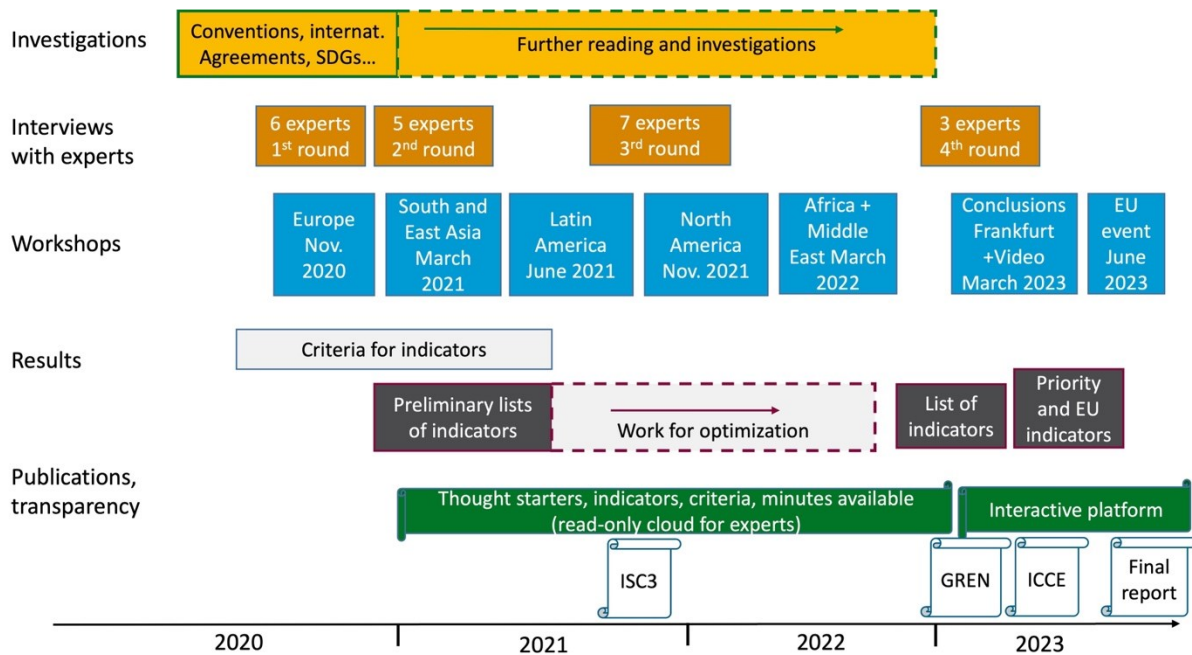 Investigations
Conventions, internat.
Agreements, SDGs...
Further reading and investigations
Interviews
with experts
6 experts
1st round
5 experts
2nd round
7 experts
3rd round
3 experts
4th round
Workshops
Europe
Nov.
2020
South and
East Asia
March
2021
Latin
America
June 2021
North
America
Nov. 2021
Africa +
Middle
East March
2022
Conclusions
Frankfurt
+Video
March 2023
EU
event
June
2023
Results
Criteria for indicators
Preliminary lists
of indicators
Work for optimization
List of
indicators
Priority
and EU
indicators
Publications,
transparency
Thought starters, indicators, criteria, minutes available
(read-only cloud for experts)
Interactive platform
ISC3
GREN
ICCE
Final
report
2020
2021
2022
2023